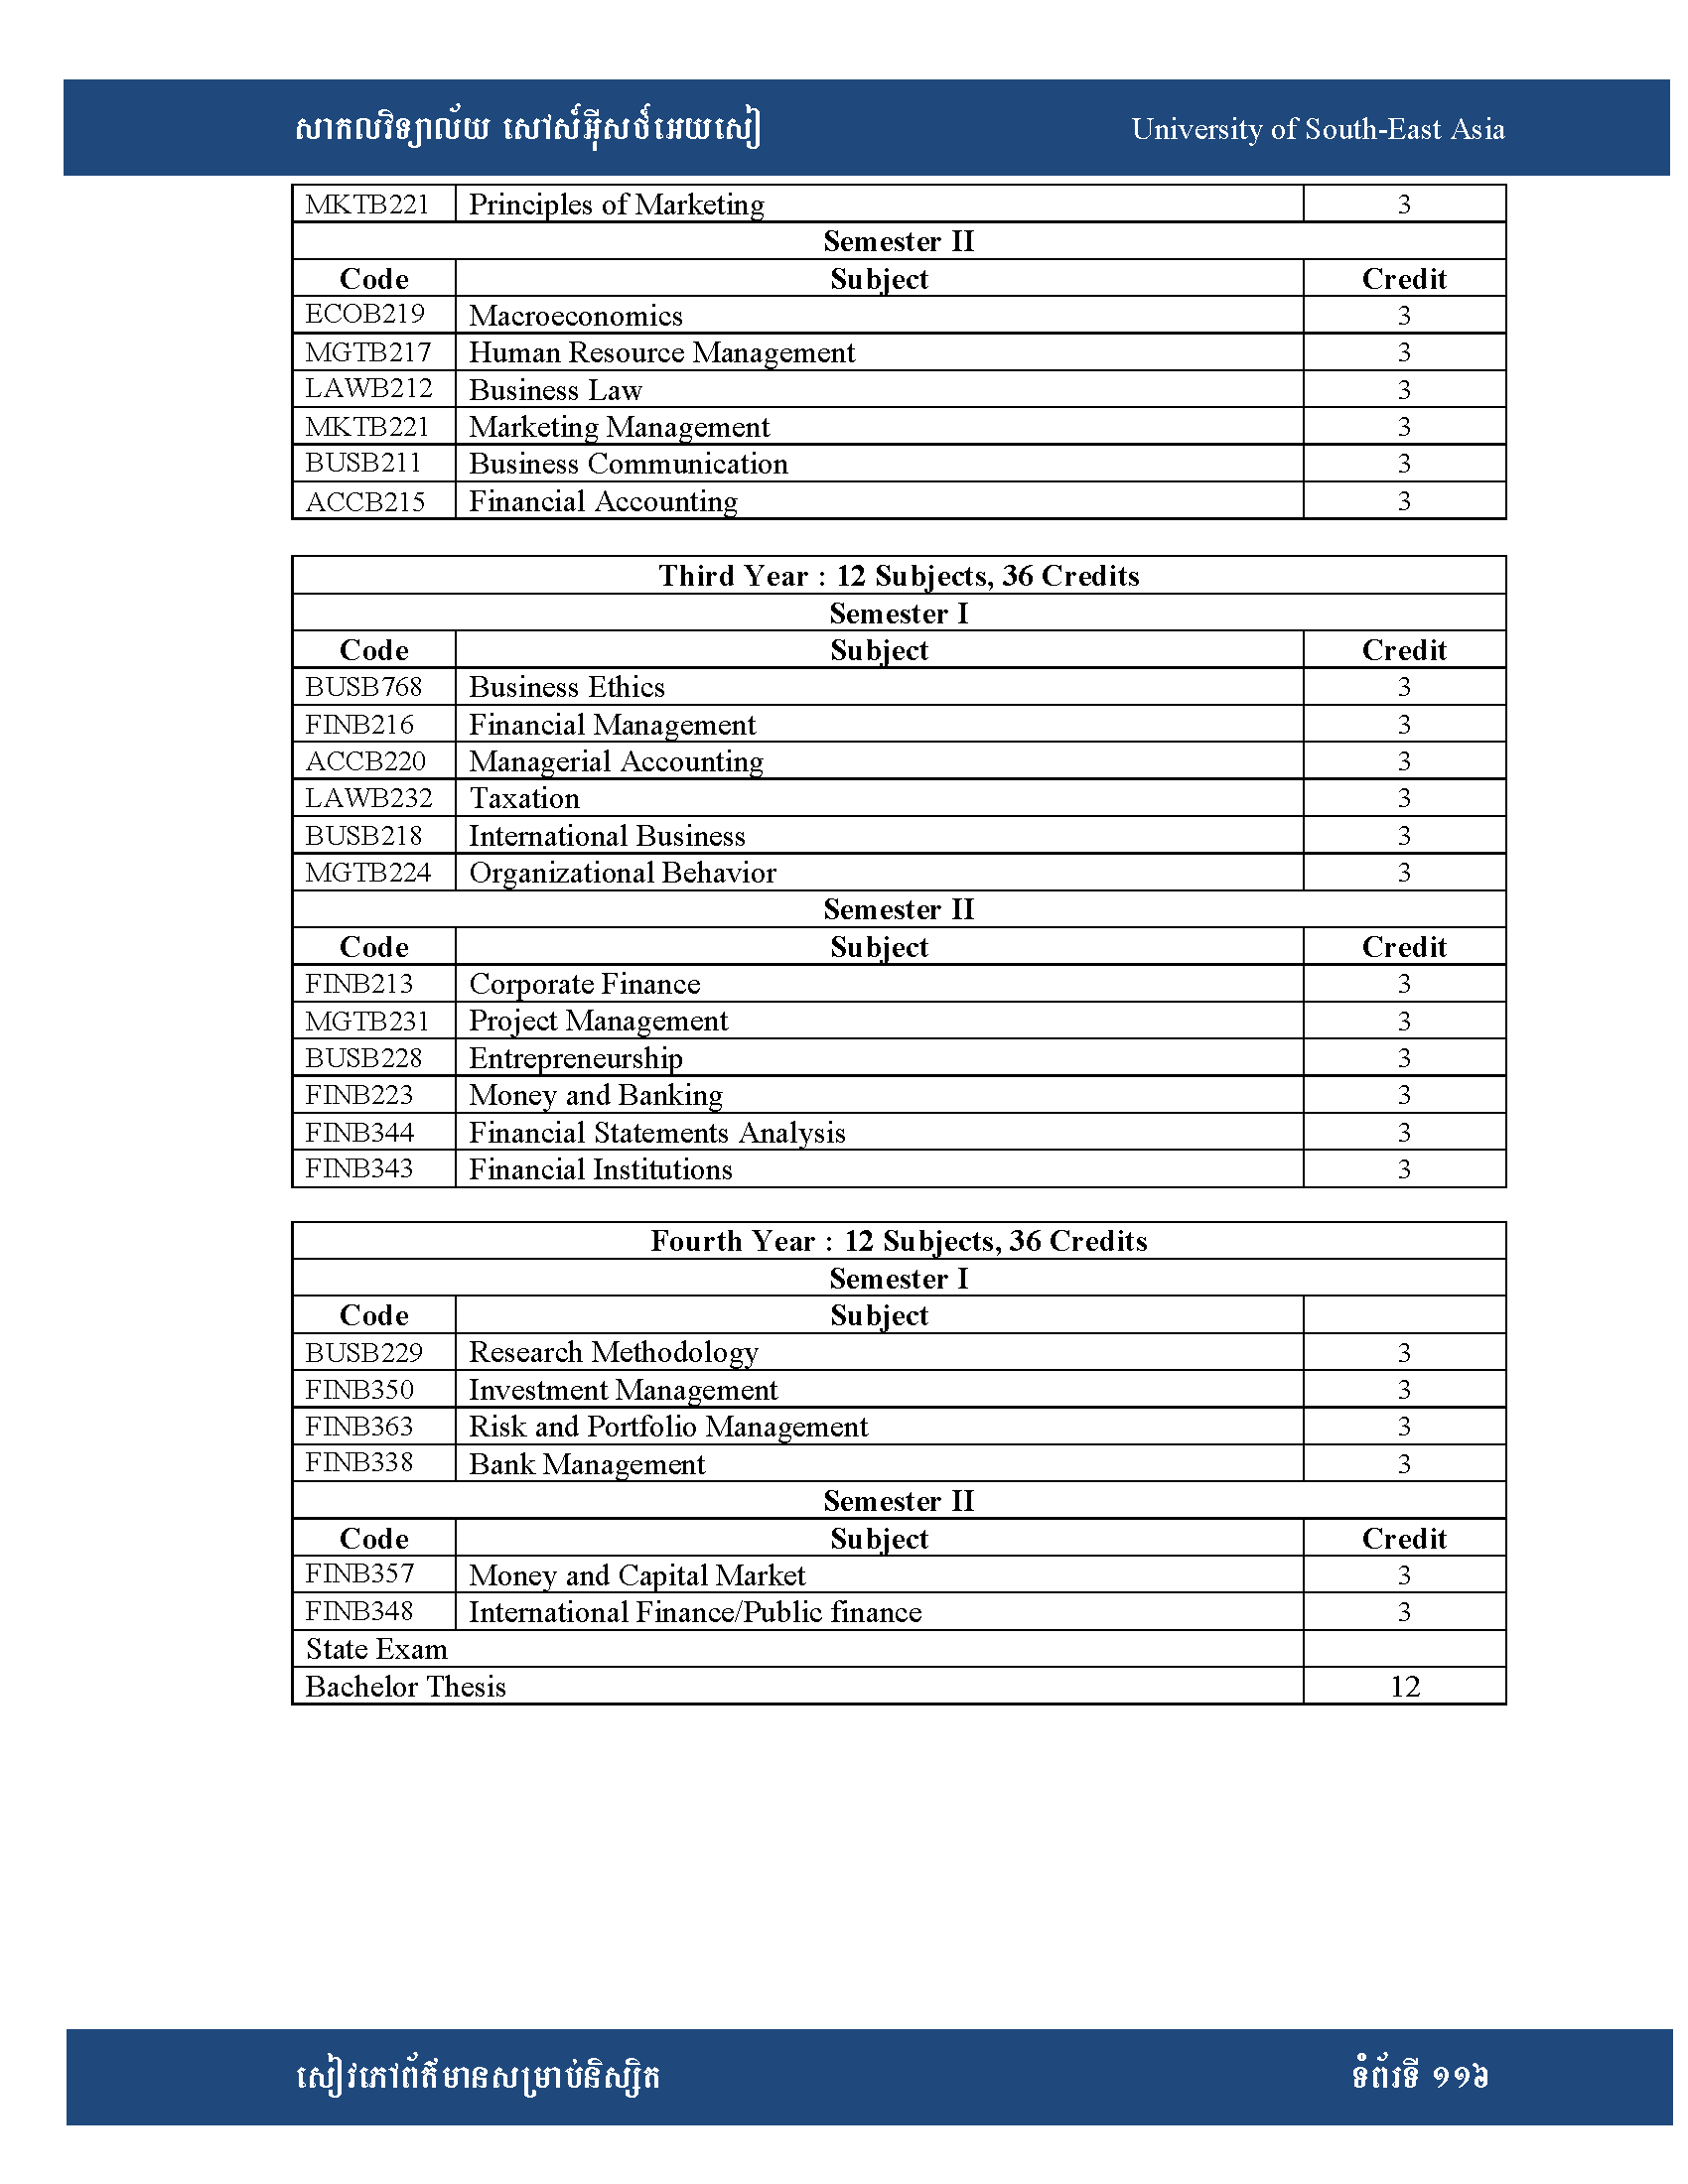 សាកលវិទ្យាល័យ សៅស៍អ៊ីសថ៍អេយសៀ University of South-East Asia
MKTB221 Principles of Marketing 3
Semester II
Code Subject Credit
ECOB219 Macroeconomics 3
MGTB217 Human Resource Management 3
LAWB212 Business Law 3
MKTB221 Marketing Management 3
BUSB211 Business Communication 3
ACCB215 Financial Accounting 3
Third Year : 12 Subjects, 36 Credits
Semester I
Code Subject Credit
BUSB768 Business Ethics 3
FINB216 Financial Management 3
ACCB220 Managerial Accounting 3
LAWB232 Taxation 3
BUSB218 International Business 3
MGTB224 Organizational Behavior 3
Semester II
Code Subject Credit
FINB213 Corporate Finance 3
MGTB231 Project Management 3
BUSB228 Entrepreneurship 3
FINB223 Money and Banking 3
FINB344 Financial Statements Analysis 3
FINB343 Financial Institutions 3
Fourth Year : 12 Subjects, 36 Credits
Semester I
Code Subject
BUSB229 Research Methodology 3
FINB350 Investment Management 3
FINB363 Risk and Portfolio Management 3
FINB338 Bank Management 3
Semester II
Code Subject Credit
FINB357 Money and Capital Market 3
FINB348 International Finance/Public finance 3
State Exam
Bachelor Thesis 12
សៀវភៅព័ត៌មានសម្រាប់និស្សិត ទំព័រទី ១១៦